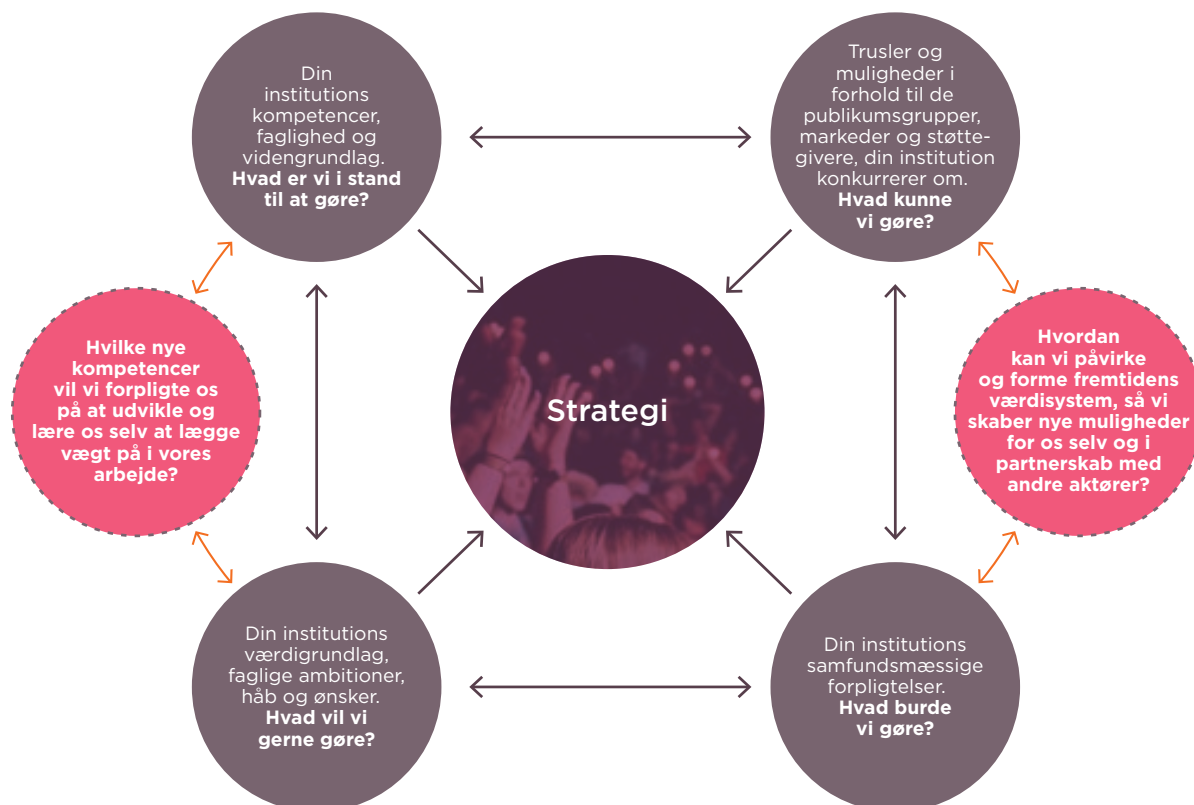 Din
institutions
kompetencer,
faglighed og
videngrundlag.
Hvad er vi i stand
til at gøre?
Trusler og
muligheder i
forhold til de
publikumsgrupper,
markeder og støtte-
givere, din institution
konkurrerer om.
Hvad kunne
vi gøre?
Hvilke nye
kompetencer
vil vi forpligte os
på at udvikle og
lære os selv at lægge
vægt på i vores
arbejde?
Strategi
Hvordan
kan vi påvirke
og forme fremtidens
værdisystem, så vi
skaber nye muligheder
for os selv og i
partnerskab med
andre aktører?
Din institutions
værdigrundlag,
faglige ambitioner,
håb og ønsker.
Hvad vil vi
gerne gøre?
Din institutions
samfundsmæssige
forpligtelser.
Hvad burde
vi gøre?